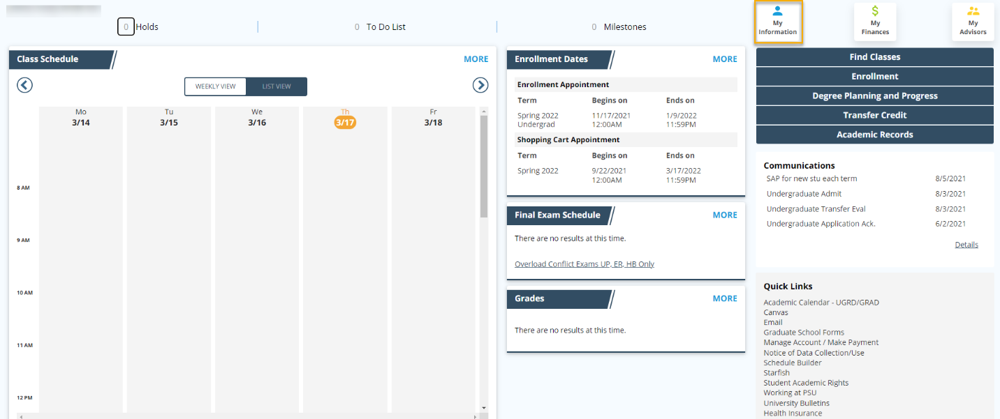 0 Holds
0 To Do List
0 Milestones
My
Information
My
Finances
My
Advisors
Class Schedule
MORE
WEEKLY VIEW
LIST VIEW
Mo
3/14
Tu
3/15
We
3/16
Th
3/17
Fr
3/18
8 AM
9 AM
10 AM
11 AM
12 PM
Enrollment Dates
MORE
Enrollment Appointment
Term Begins on Ends on
Spring 2022 11/17/2021 1/9/2022
Undergrad 12:00AM 11:59PM
Shopping Cart Appointment
Term Begins on Ends on
Spring 2022 9/22/2021 3/17/2022
12:00AM 11:59PM
Final Exam Schedule
MORE
There are no results at this time.
Overload Conflict Exams UP, ER, HB Only
Grades
MORE
There are no results at this time.
Find Classes
Enrollment
Degree Planning and Progress
Transfer Credit
Academic Records
Communications
SAP for new stu each term 8/5/2021
Undergraduate Admit 8/3/2021
Undergraduate Transfer Eval 8/3/2021
Undergraduate Application Ack. 6/2/2021
Details
Quick Links
Academic Calendar - UGRD/GRAD
Canvas
Email
Graduate School Forms
Manage Account / Make Payment
Notice of Data Collection/Use
Schedule Builder
Starfish
Student Academic Rights
Working at PSU
University Bulletins
Health Insurance